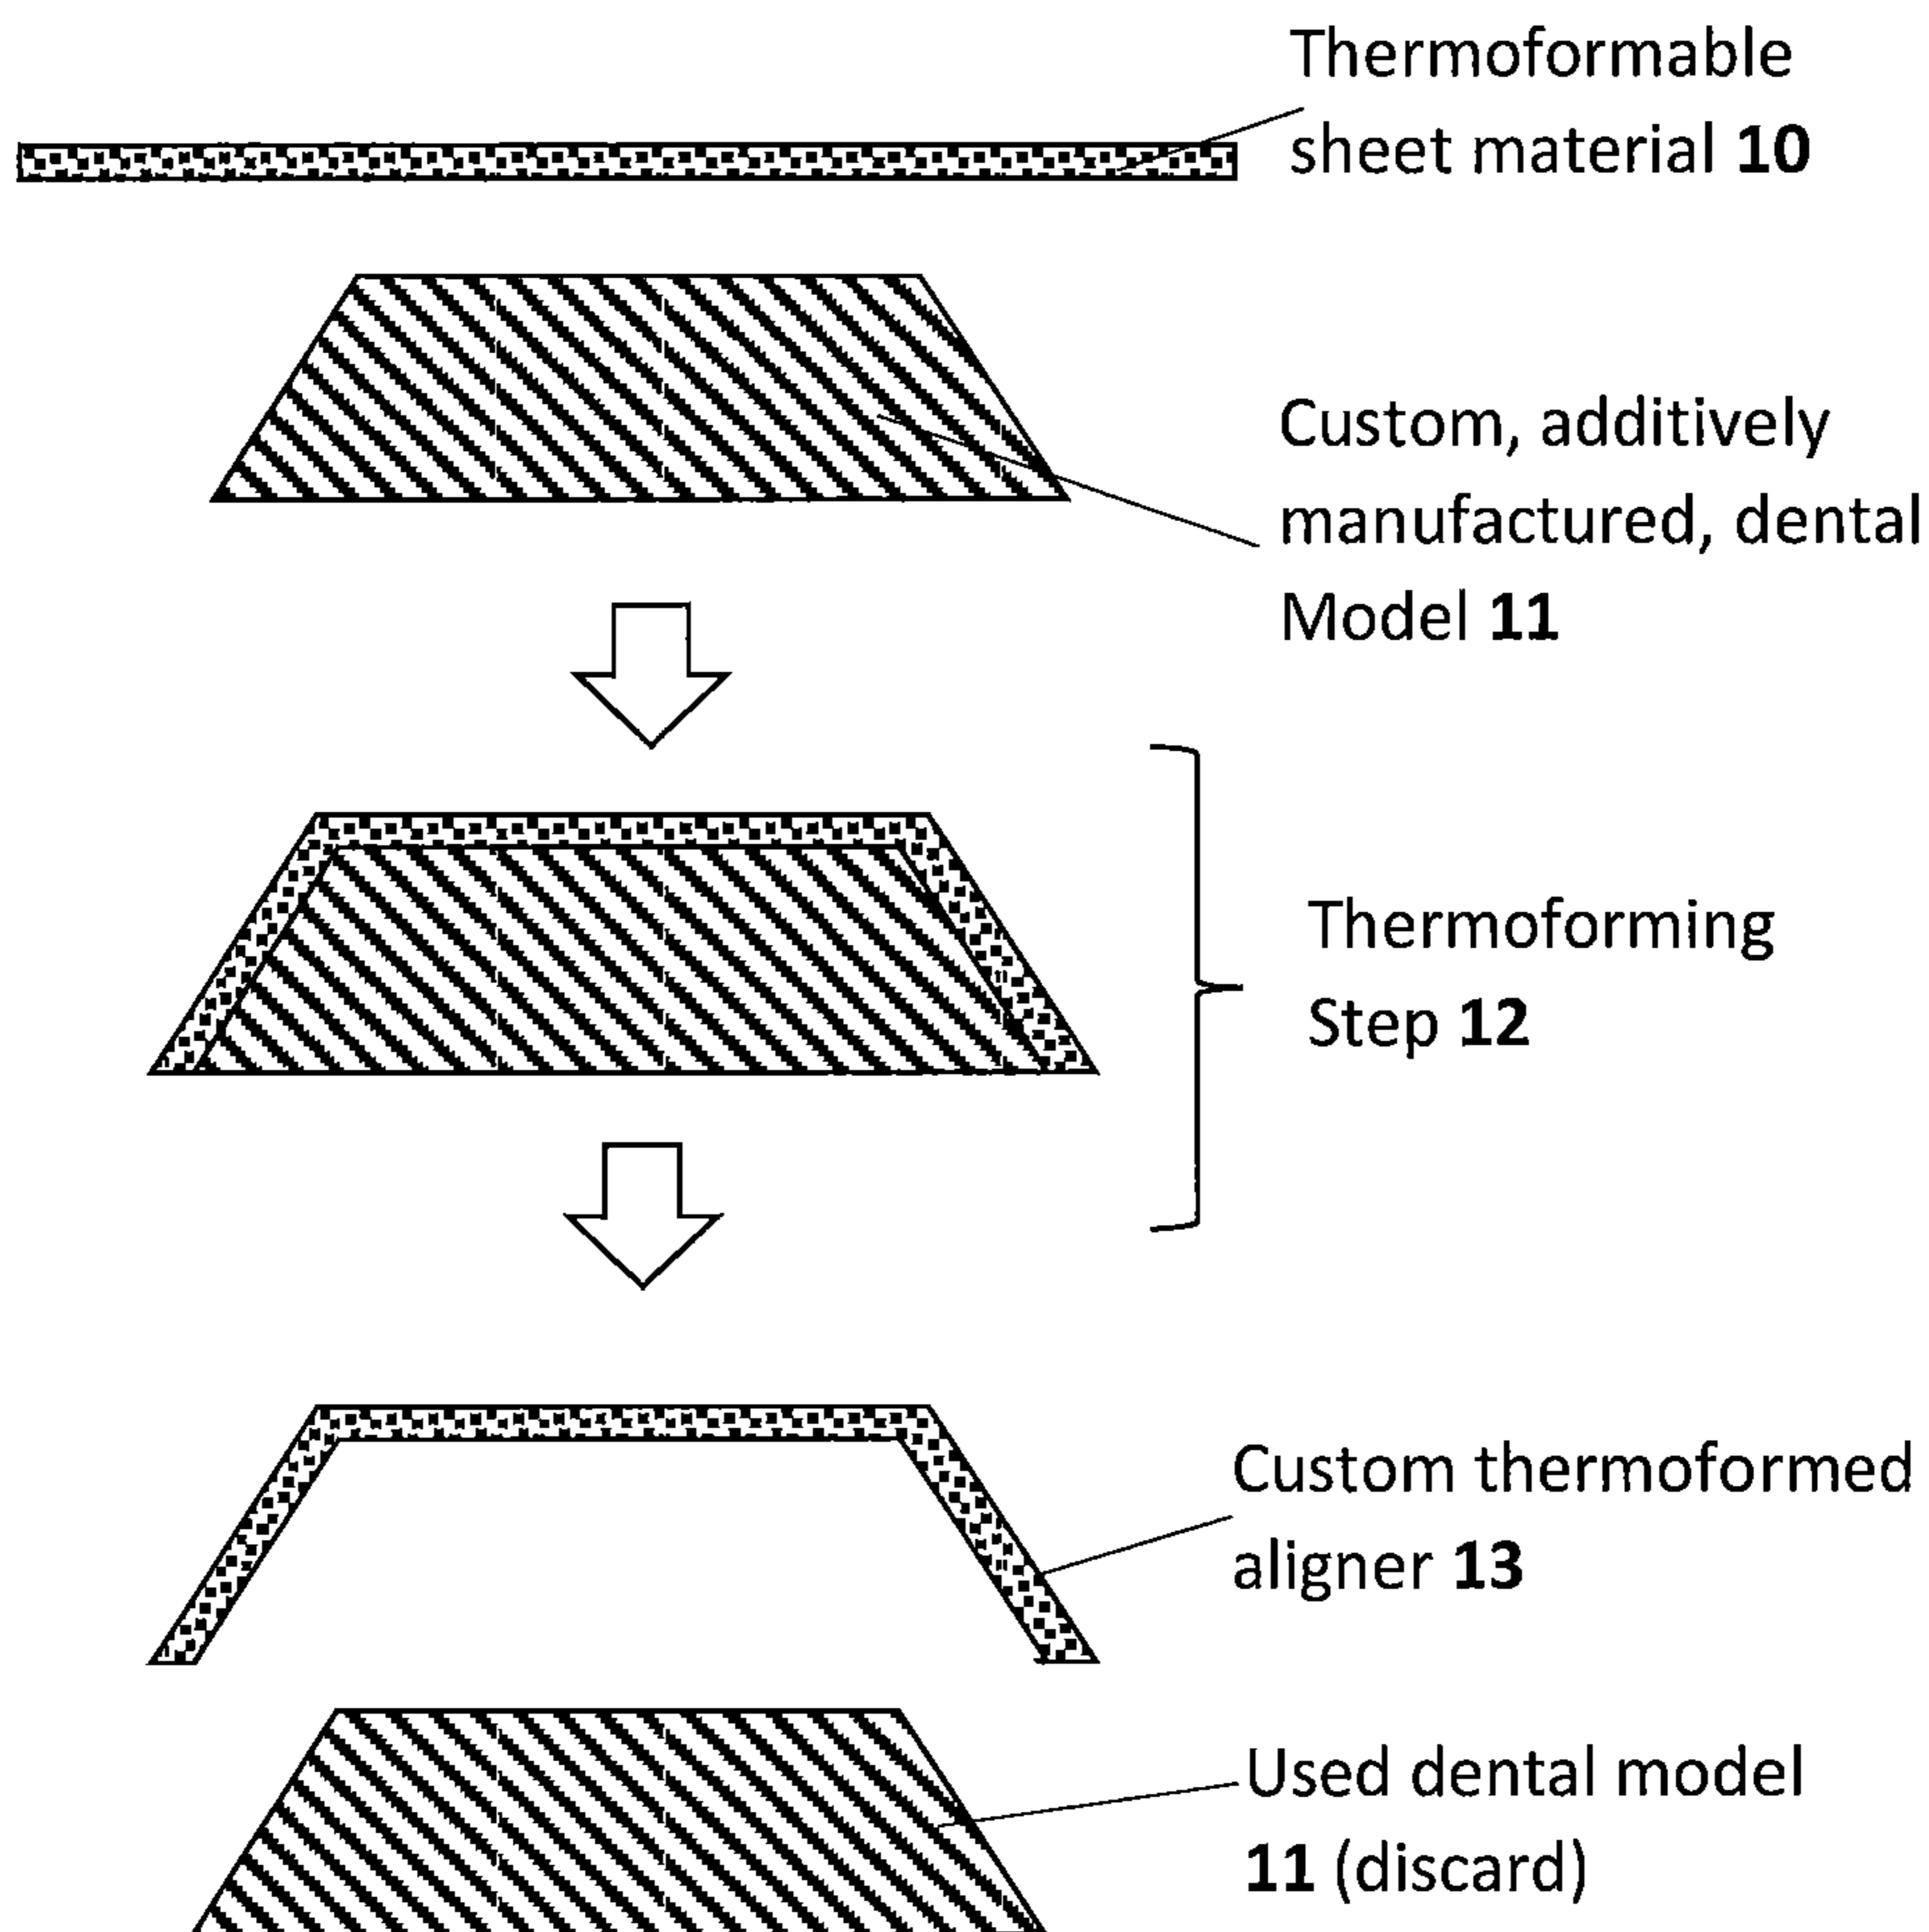 Thermoformable
sheet material 10
Custom, additively
manufactured, dental
Model 11
Thermoforming
Step 12
Custom thermoformed
aligner 13
Used dental model
11 (discard)